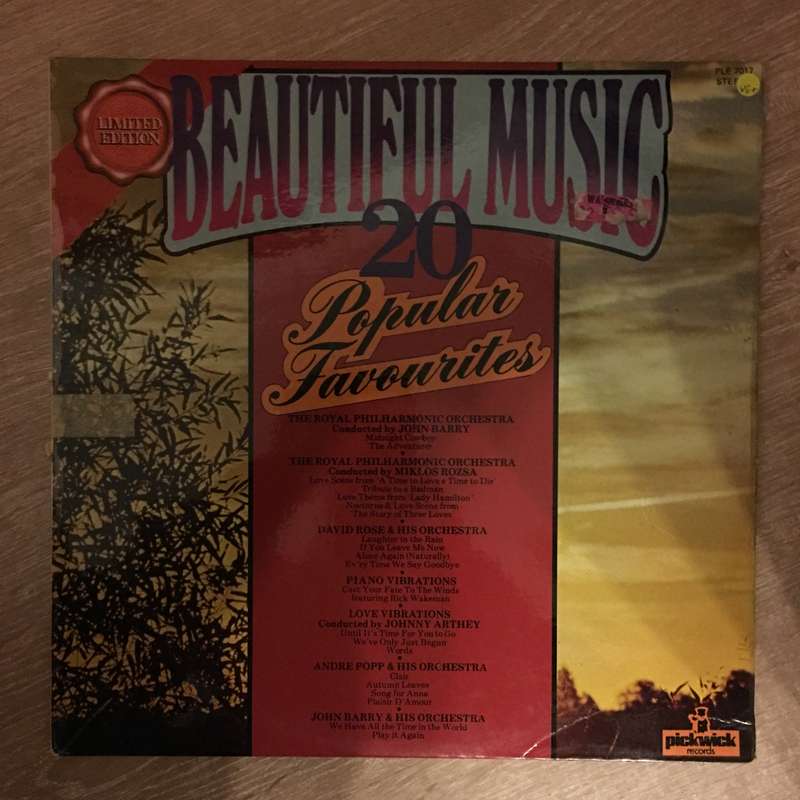 PLE 7017
STEREO
LIMITED
EDITION
BEAUTIFUL MUSIC
20
Popular
Favourites
THE ROYAL PHILHARMONIC ORCHESTRA
Conducted by JOHN BARRY
Midnight Cowboy
The Adventurer
THE ROYAL PHILHARMONIC ORCHESTRA
Conducted by MIKLOS ROZSA
Love Scene from 'A Time to Love & Time to Die'
Tribute to a Badman
Love Theme from 'Lady Hamilton'
Nocturne & Love Scene from
'The Story of Three Loves'
DAVID ROSE & HIS ORCHESTRA
Laughter in the Rain
If You Leave Me Now
Alone Again (Naturally)
Ev'ry Time We Say Goodbye
PIANO VIBRATIONS
Cast Your Fate To The Winds
featuring Rick Wakeman
LOVE VIBRATIONS
Conducted by JOHNNY ARTHEY
Until It's Time For You to Go
We've Only Just Begun
Words
ANDRE POPP & HIS ORCHESTRA
Clair
Autumn Leaves
Song for Anna
Plaisir D'Amour
JOHN BARRY & HIS ORCHESTRA
We Have All the Time in the World
Play it Again
pickwick
records